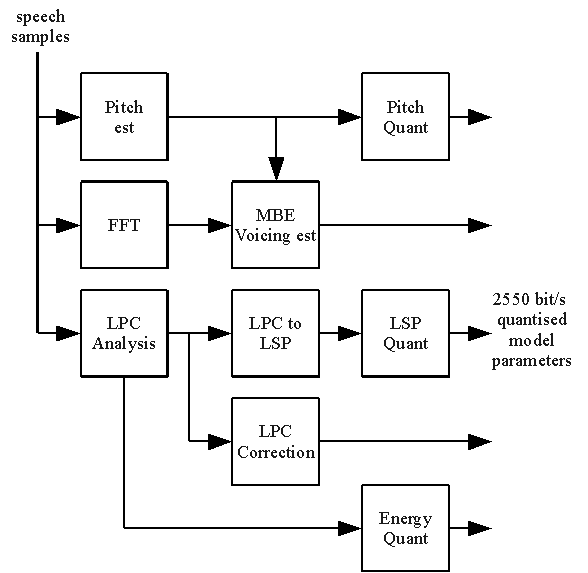 speech
samples
Pitch
est
Pitch
Quant
FFT
MBE
Voicing est
LPC
Analysis
LPC to
LSP
LSP
Quant
2550 bit/s
quantised
model
parameters
LPC
Correction
Energy
Quant